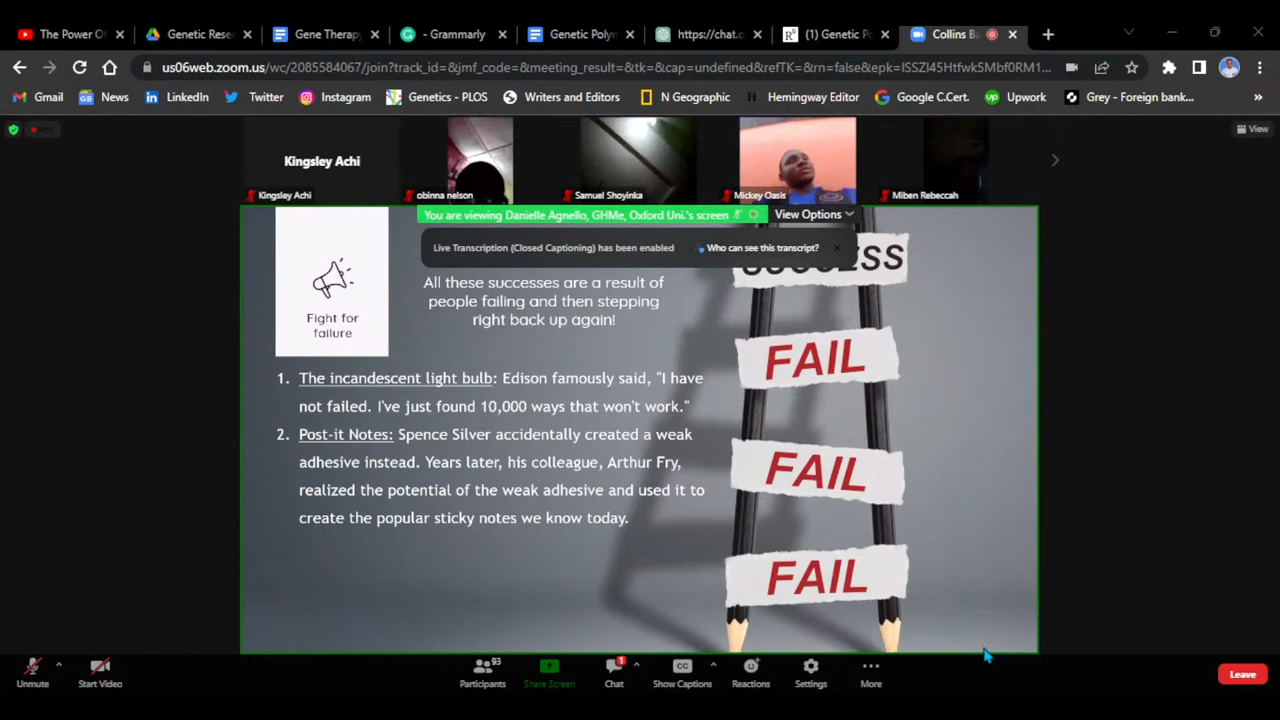 The Power Of
Genetic Rese
Gene Therapy
- Grammarly
Genetic Polyn
https://chat.o
(1) Genetic P
Collins B
us06web.zoom.us/wc/2085584067/join?track_id=&jmf_code=&meeting_result=&tk=&cap=undefined&refTK=&rn=false&epk=ISSZI45Htfwk5Mbf0RM1...
Gmail
News
LinkedIn
Twitter
Instagram
Genetics - PLOS
Writers and Editors
N Geographic
Hemingway Editor
Google C.Cert.
Upwork
Grey - Foreign bank...
View
Kingsley Achi
Kingsley Achi
obinna nelson
Samuel Shoyinka
Mickey Oasis
Miben Rebeccah
You are viewing Danielle Agnello, GHMe, Oxford Uni.'s screen
View Options
Live Transcription (Closed Captioning) has been enabled
Who can see this transcript?
SUCCESS
Fight for
failure
All these successes are a result of
people failing and then stepping
right back up again!
1. The incandescent light bulb: Edison famously said, "I have
not failed. I've just found 10,000 ways that won't work."
2. Post-it Notes: Spence Silver accidentally created a weak
adhesive instead. Years later, his colleague, Arthur Fry,
realized the potential of the weak adhesive and used it to
create the popular sticky notes we know today.
FAIL
FAIL
FAIL
Unmute
Start Video
93
Participants
Share Screen
1
Chat
Show Captions
Reactions
Settings
More
Leave